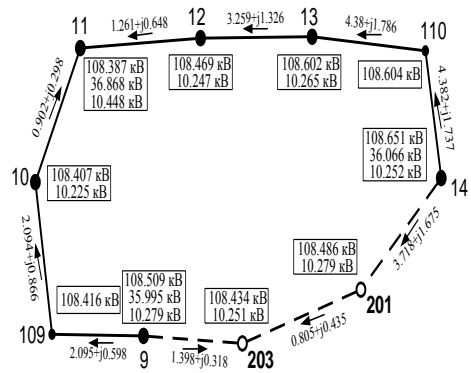 11
1.261+j0.648
12
3.259+j1.326
13
4.38+j1.786
110
108.387 кВ
36.868 кВ
10.448 кВ
108.469 кВ
10.247 кВ
108.602 кВ
10.265 кВ
108.604 кВ
0.902+j0.298
4.382+j1.737
108.651 кВ
36.066 кВ
10.252 кВ
10
108.407 кВ
10.225 кВ
14
2.094+j0.866
3.718+j1.675
108.486 кВ
10.279 кВ
201
108.416 кВ
108.509 кВ
35.995 кВ
10.279 кВ
108.434 кВ
10.251 кВ
0.805+j0.435
109
2.095+j0.598
9
1.398+j0.318
203